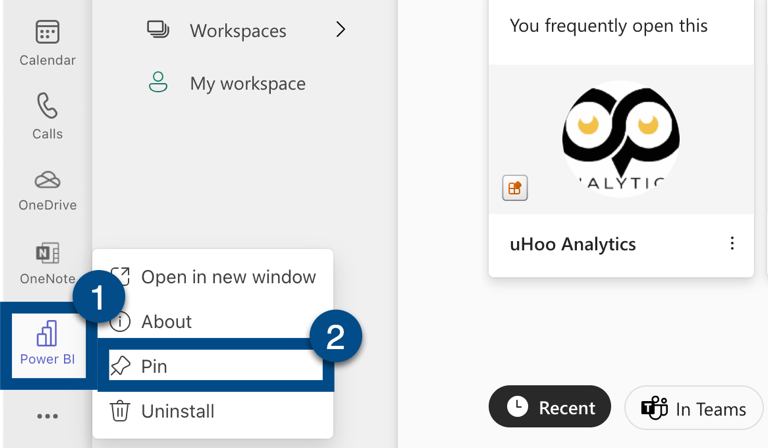 Calendar
Calls
OneDrive
OneNote
1
Power BI
Workspaces
My workspace
Open in new window
About
2
Pin
Uninstall
You frequently open this
NALYTIC
uHoo Analytics
Recent
In Teams